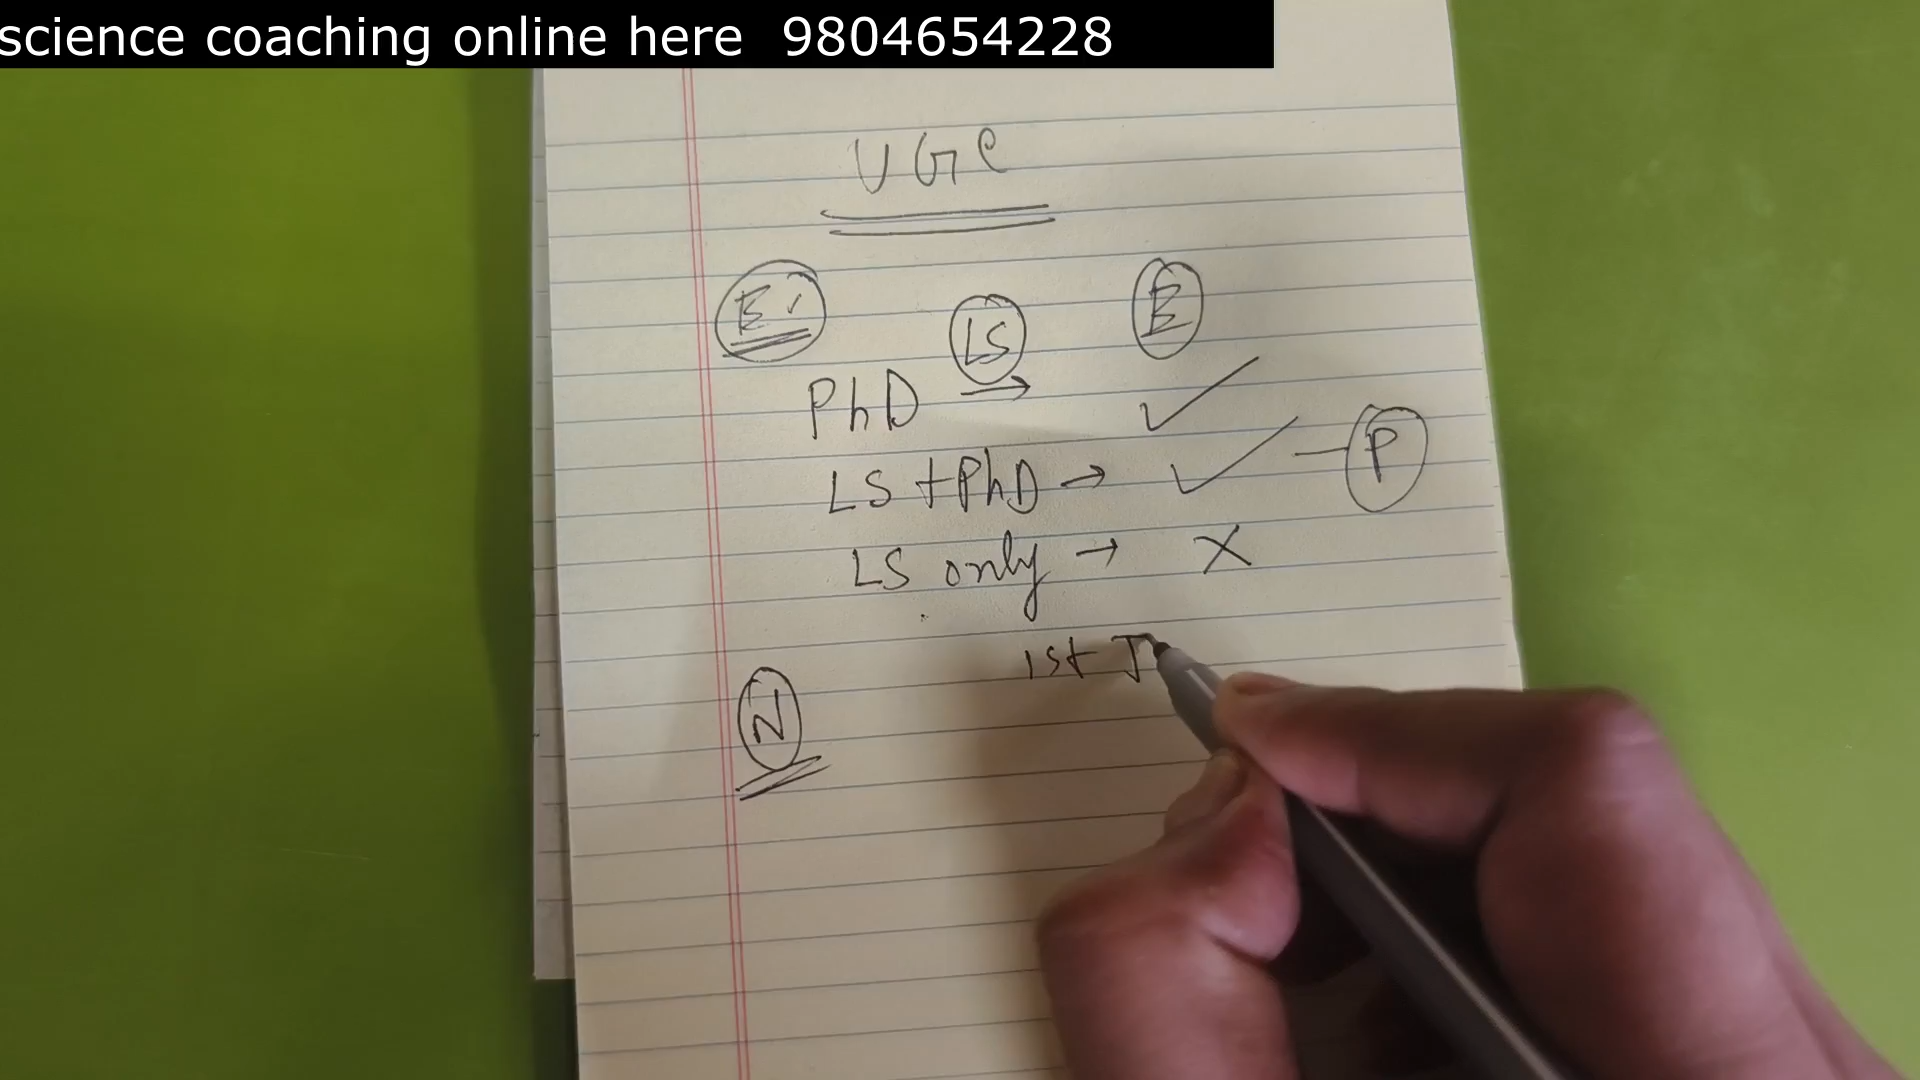 science coaching online here 9804654228
UGC
E
LS
E
PhD → ✓
LS + PhD → ✓ - P
LS only → X
1st J
N